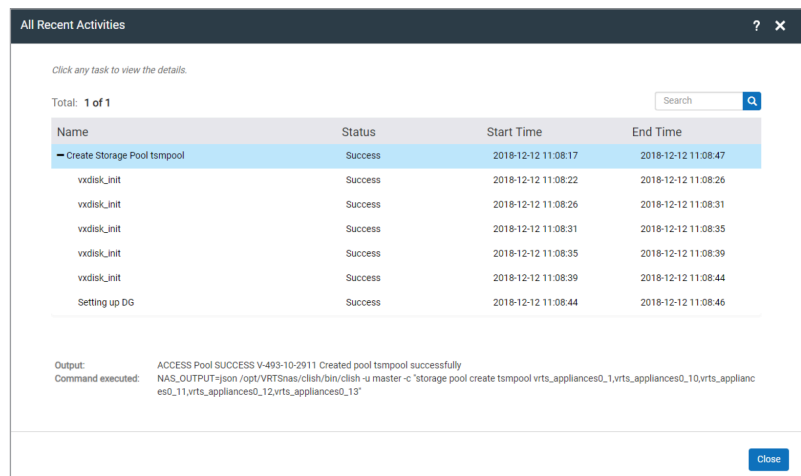 All Recent Activities ? ×
Click any task to view the details.
Total: 1 of 1 Search
Name Status Start Time End Time
Create Storage Pool tsmpool Success 2018-12-12 11:08:17 2018-12-12 11:08:47
vxdisk_init Success 2018-12-12 11:08:22 2018-12-12 11:08:26
vxdisk_init Success 2018-12-12 11:08:26 2018-12-12 11:08:31
vxdisk_init Success 2018-12-12 11:08:31 2018-12-12 11:08:35
vxdisk_init Success 2018-12-12 11:08:35 2018-12-12 11:08:39
vxdisk_init Success 2018-12-12 11:08:39 2018-12-12 11:08:44
Setting up DG Success 2018-12-12 11:08:44 2018-12-12 11:08:46
Output: ACCESS Pool SUCCESS V-493-10-2911 Created pool tsmpool successfully
Command executed: NAS_OUTPUT=json /opt/VRTSnas/clish/bin/clish -u master -c "storage pool create tsmpool vrts_appliances0_1,vrts_appliances0_10,vrts_applianc
es0_11,vrts_appliances0_12,vrts_appliances0_13"
Close